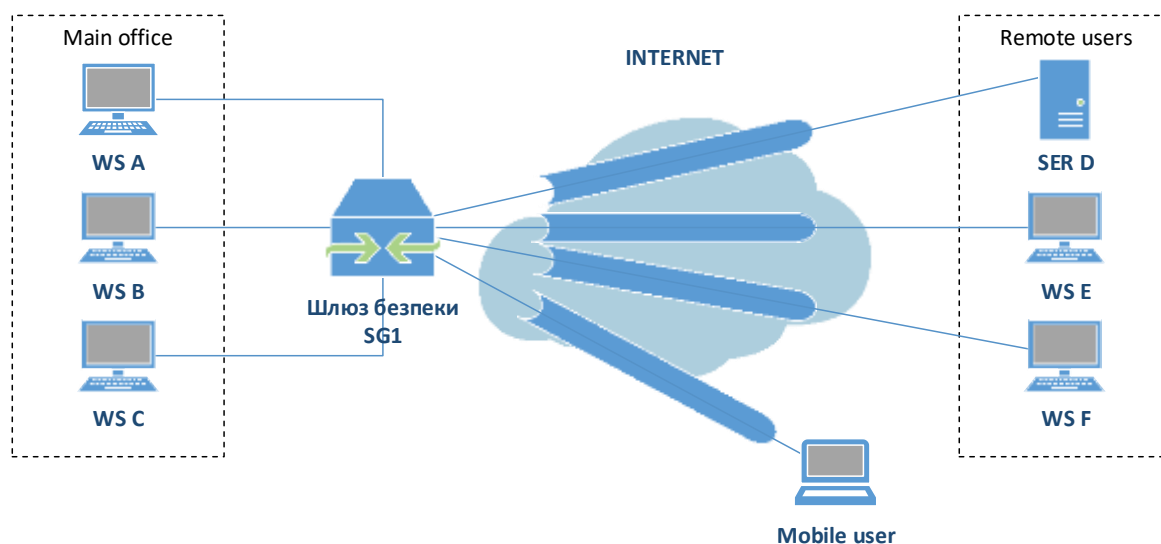 Main office
WS A
WS B
WS C
Шлюз безпеки
SG1
INTERNET
Remote users
SER D
WS E
WS F
Mobile user